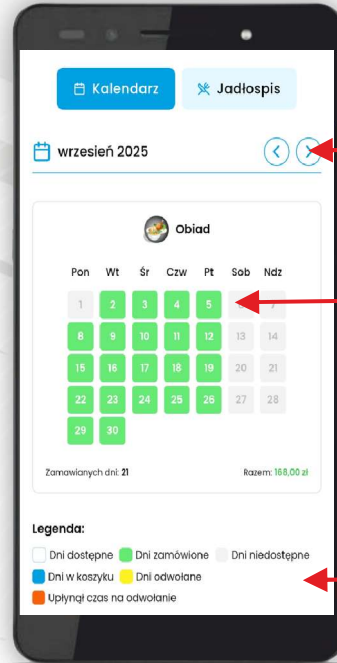 Kalendarz Jadłospis
wrzesień 2025
Obiad
Pon Wt Śr Czw Pt Sob Ndz
1 2 3 4 5 7
8 9 10 11 12 13 14
15 16 17 18 19 20 21
22 23 24 25 26 27 28
29 30
Zamawianych dni: 21 Razem: 168,00 zł
Legenda:
Dni dostępne Dni zamówione Dni niedostępne
Dni w koszyku Dni odwołane
Upłynął czas na odwołanie